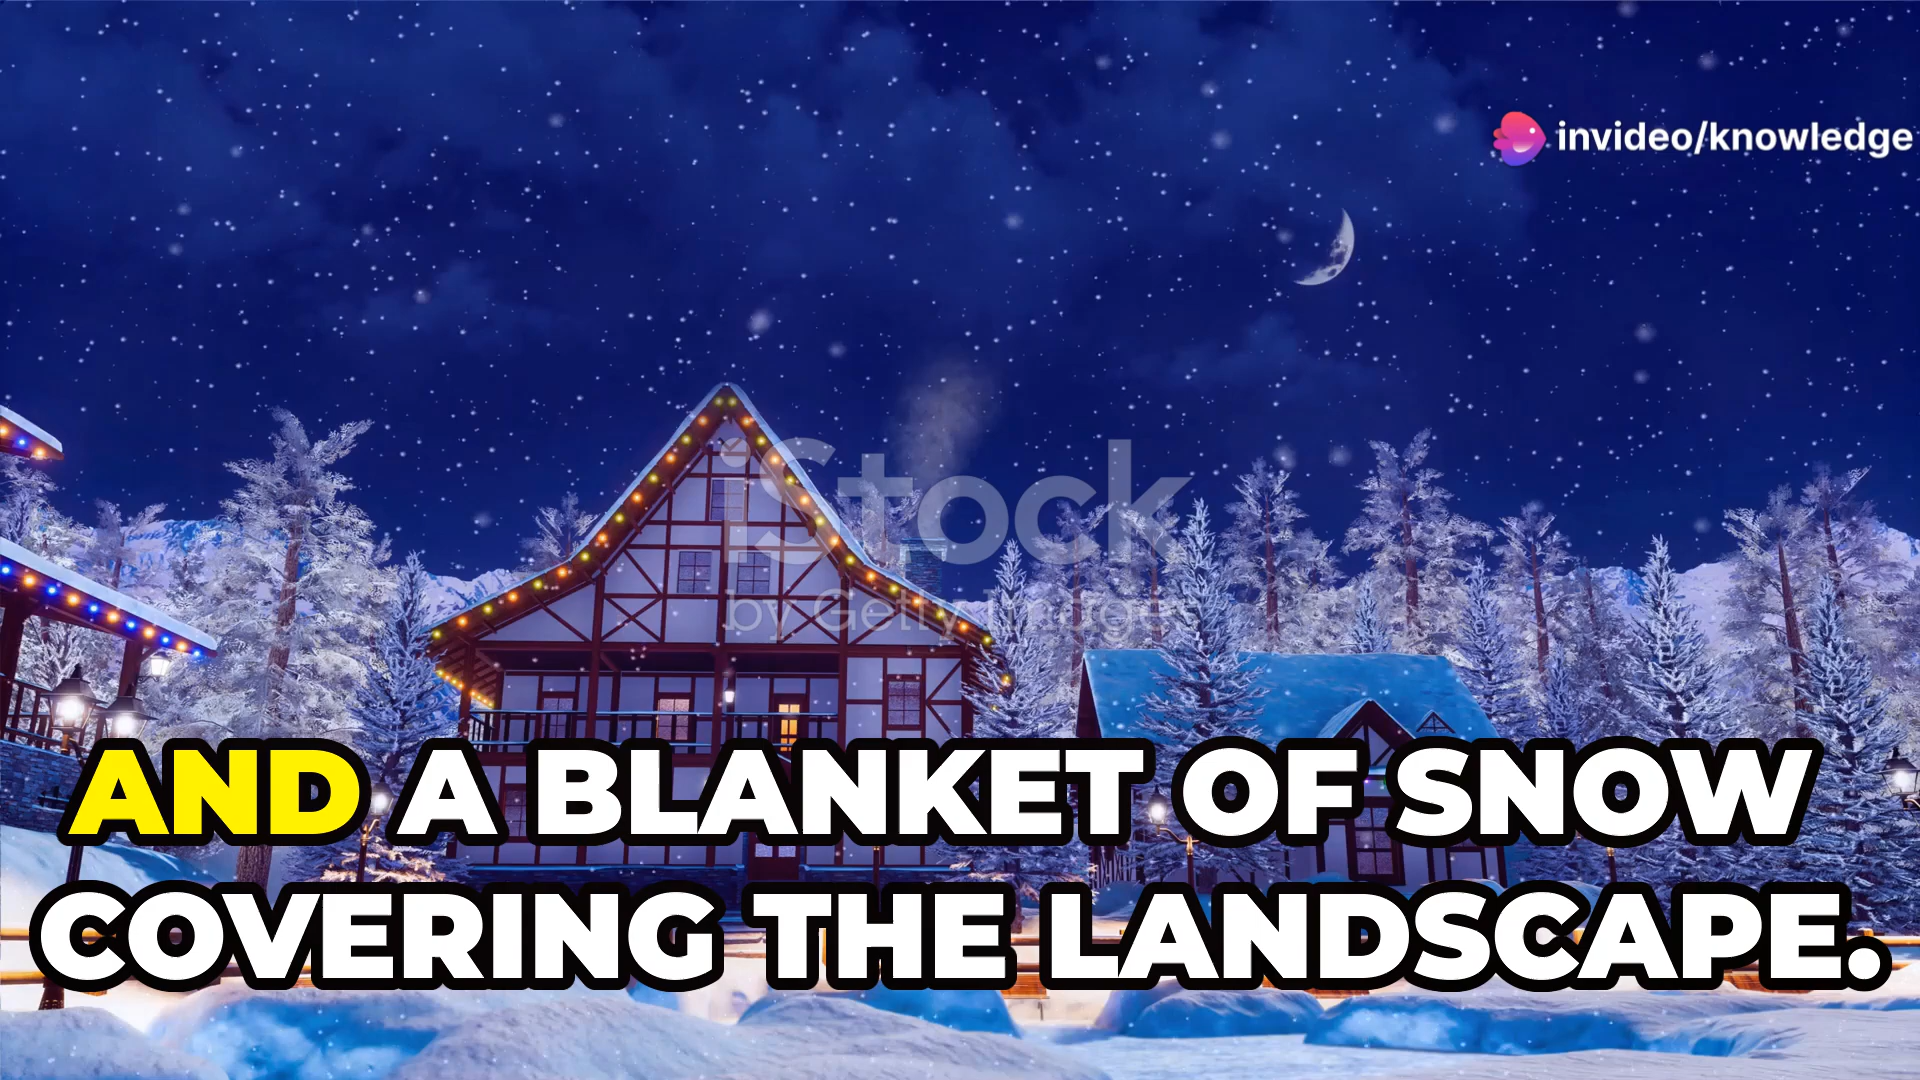 invideo/knowledge
iStock
by Getty Images
AND A BLANKET OF SNOW
COVERING THE LANDSCAPE.